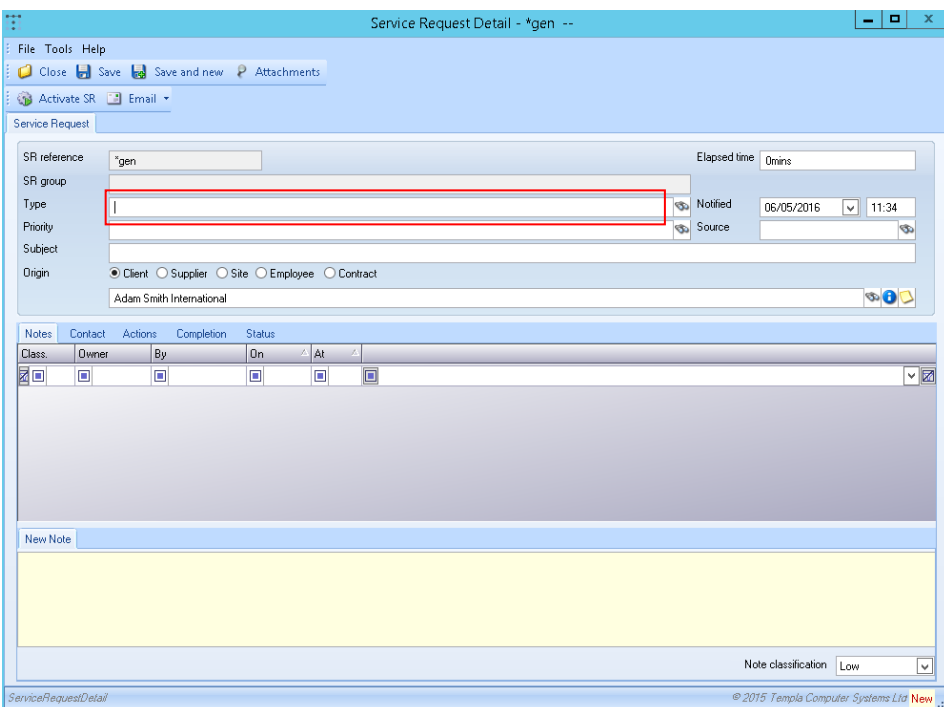 Service Request Detail - *gen --
File Tools Help
Close Save Save and new Attachments
Activate SR Email
Service Request
SR reference *gen Elapsed time 0mins
SR group
Type Notified 06/05/2016 11:34
Priority Source
Subject
Origin Client Supplier Site Employee Contract
Adam Smith International
Notes Contact Actions Completion Status
Class. Owner By On At
New Note
Note classification Low
ServiceRequestDetail © 2015 Templa Computer Systems Ltd New